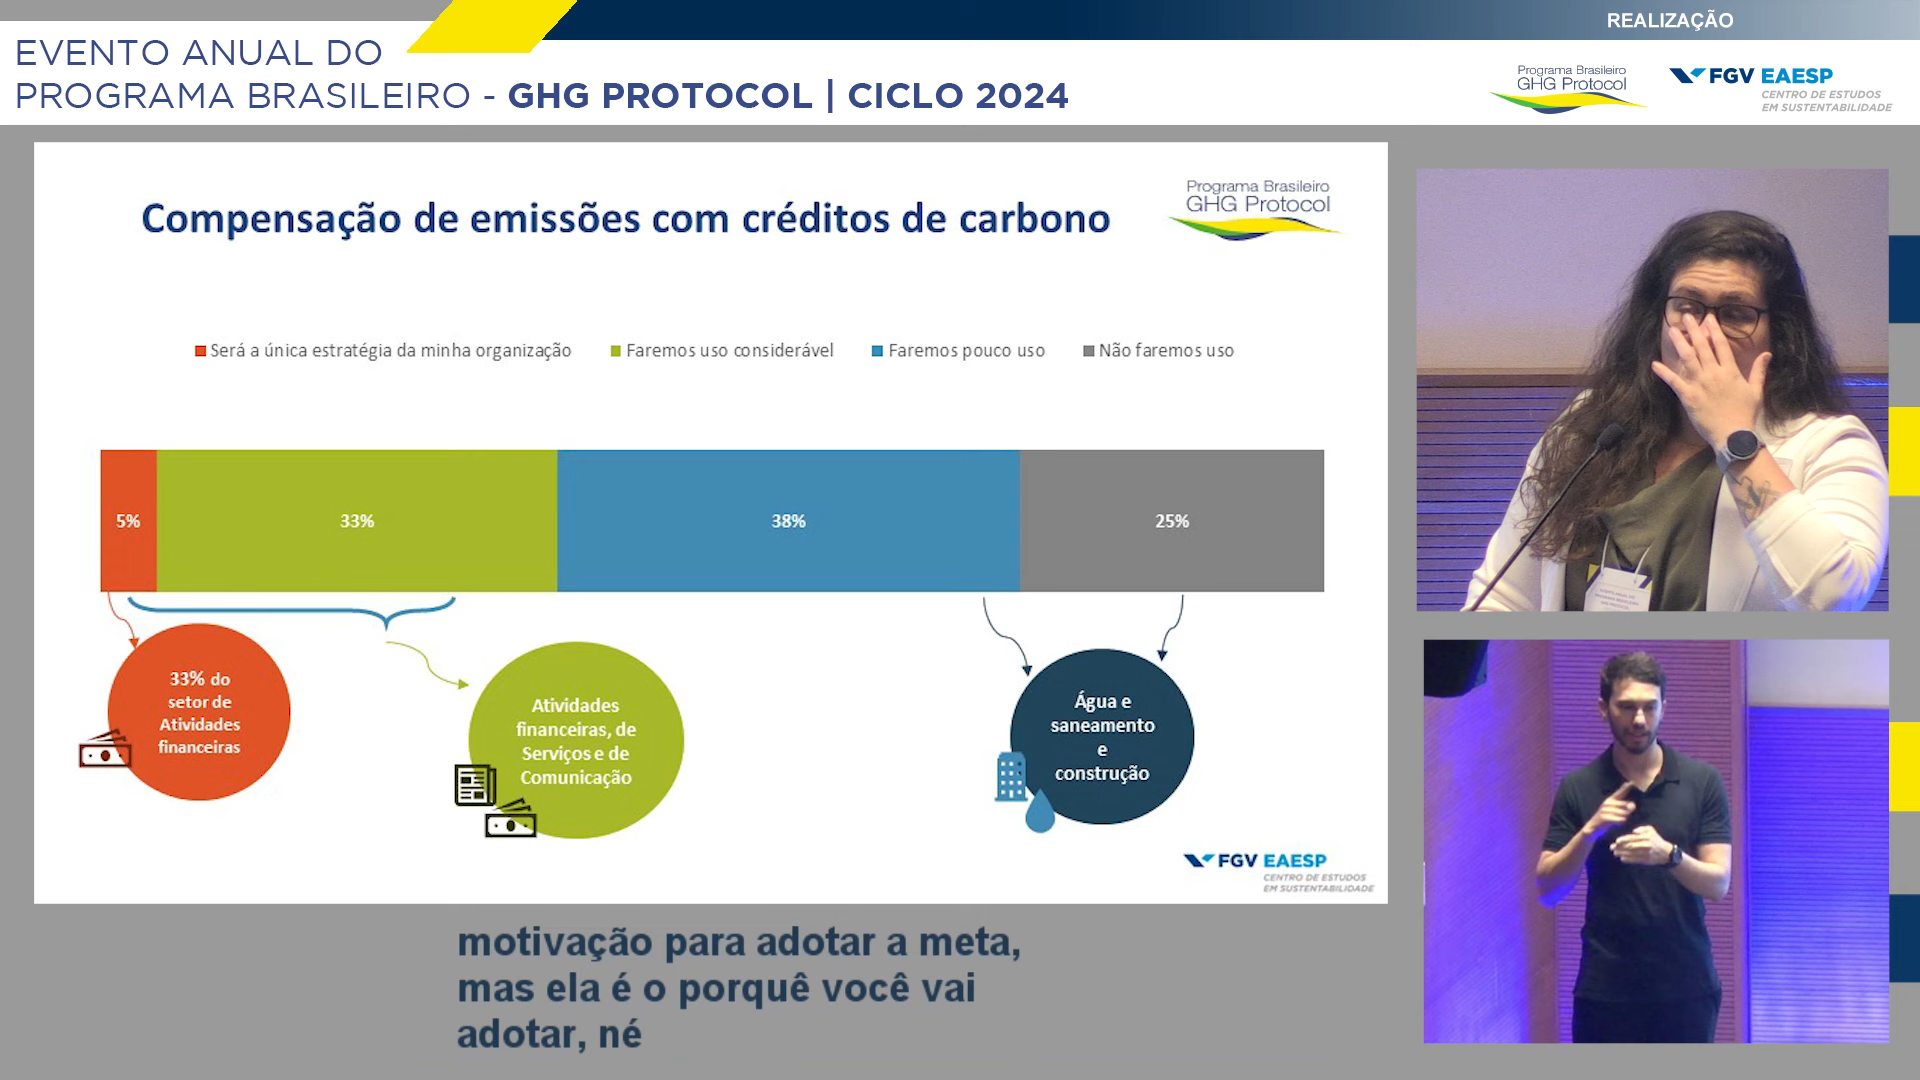 REALIZAÇÃO
EVENTO ANUAL DO
PROGRAMA BRASILEIRO - GHG PROTOCOL | CICLO 2024
Programa Brasileiro
GHG Protocol
FGV EAESP
CENTRO DE ESTUDOS
EM SUSTENTABILIDADE
Compensação de emissões com créditos de carbono
Programa Brasileiro
GHG Protocol
Será a única estratégia da minha organização
Faremos uso considerável
Faremos pouco uso
Não faremos uso
5%
33%
38%
25%
33% do
setor de
Atividades
financeiras
Atividades
financeiras, de
Serviços e de
Comunicação
Água e
saneamento
e
construção
FGV EAESP
CENTRO DE ESTUDOS
EM SUSTENTABILIDADE
motivação para adotar a meta,
mas ela é o porquê você vai
adotar, né